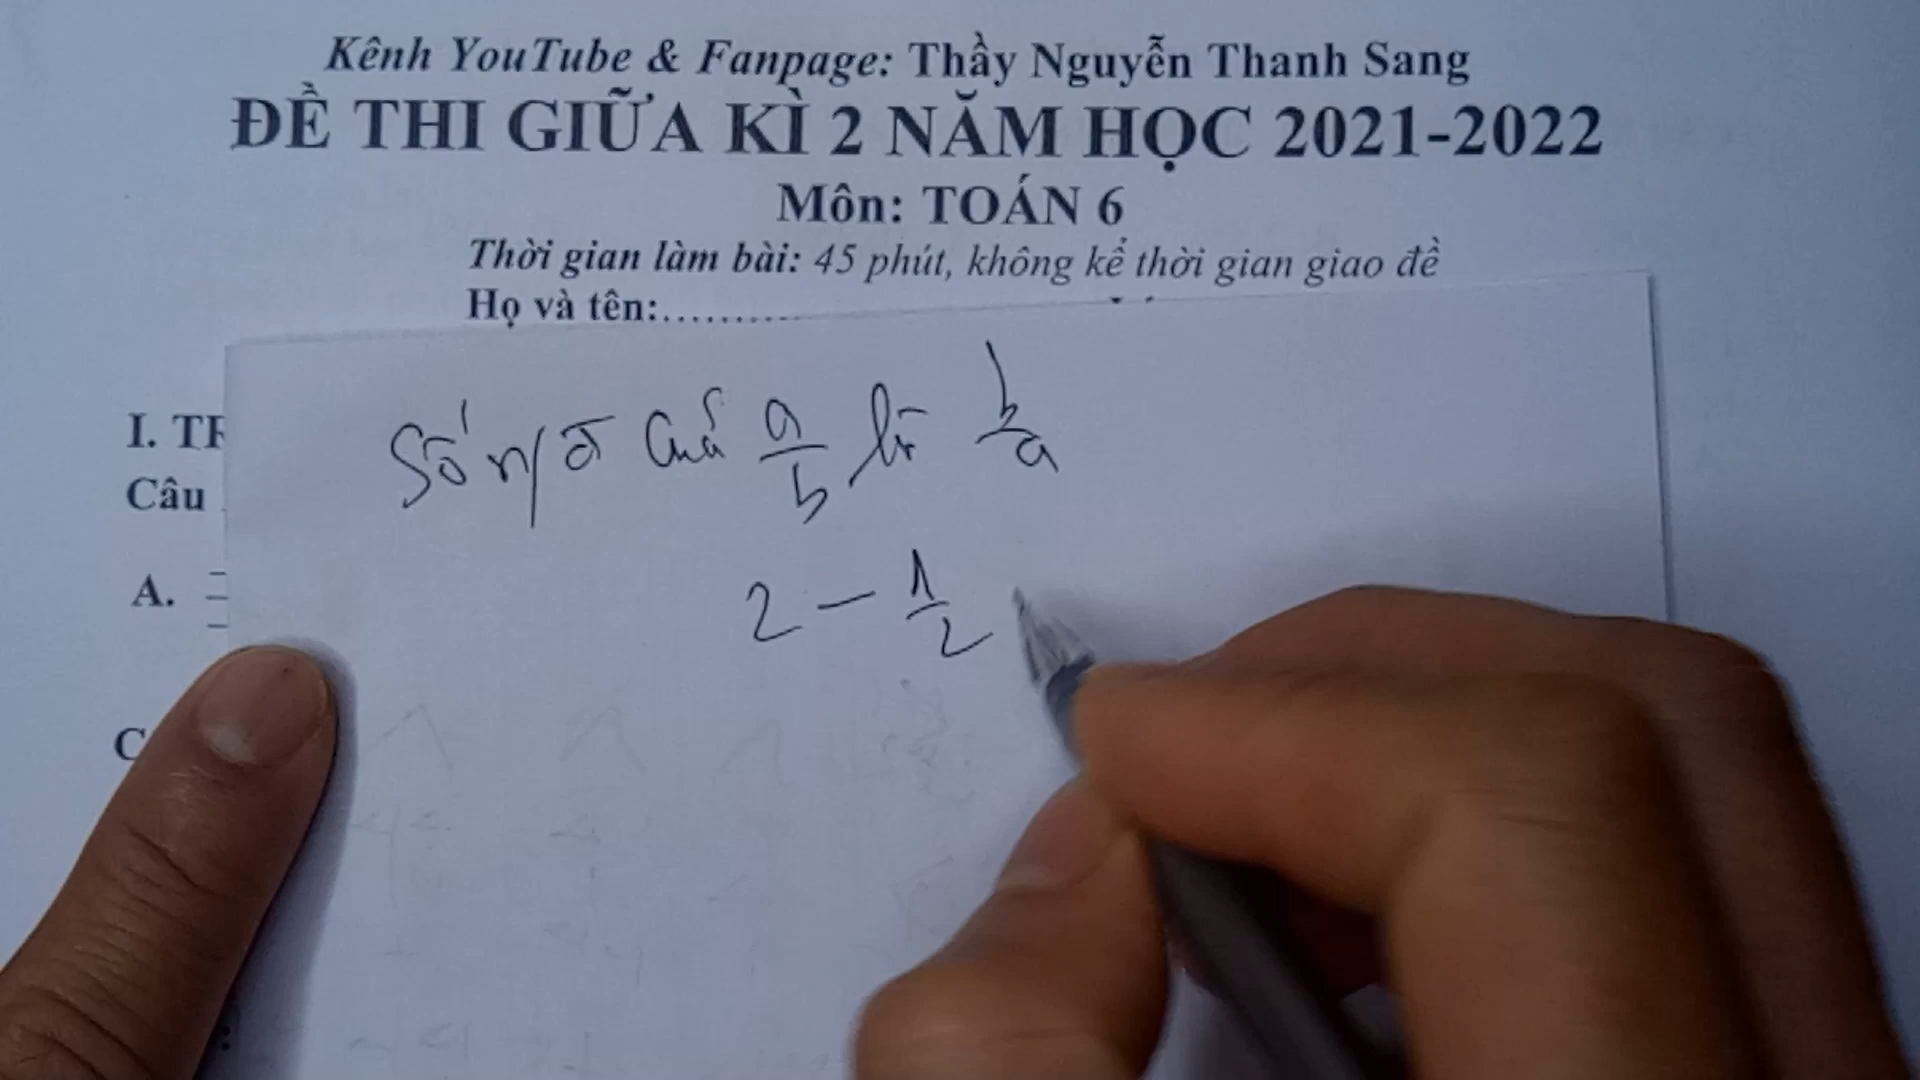 Kênh YouTube & Fanpage: Thầy Nguyễn Thanh Sang
ĐỀ THI GIỮA KÌ 2 NĂM HỌC 2021-2022
Môn: TOÁN 6
Thời gian làm bài: 45 phút, không kể thời gian giao đề
Họ và tên:..........
I. TR
Câu
Số n/đ của a/b là b/a
A.
2 - 1/2
C